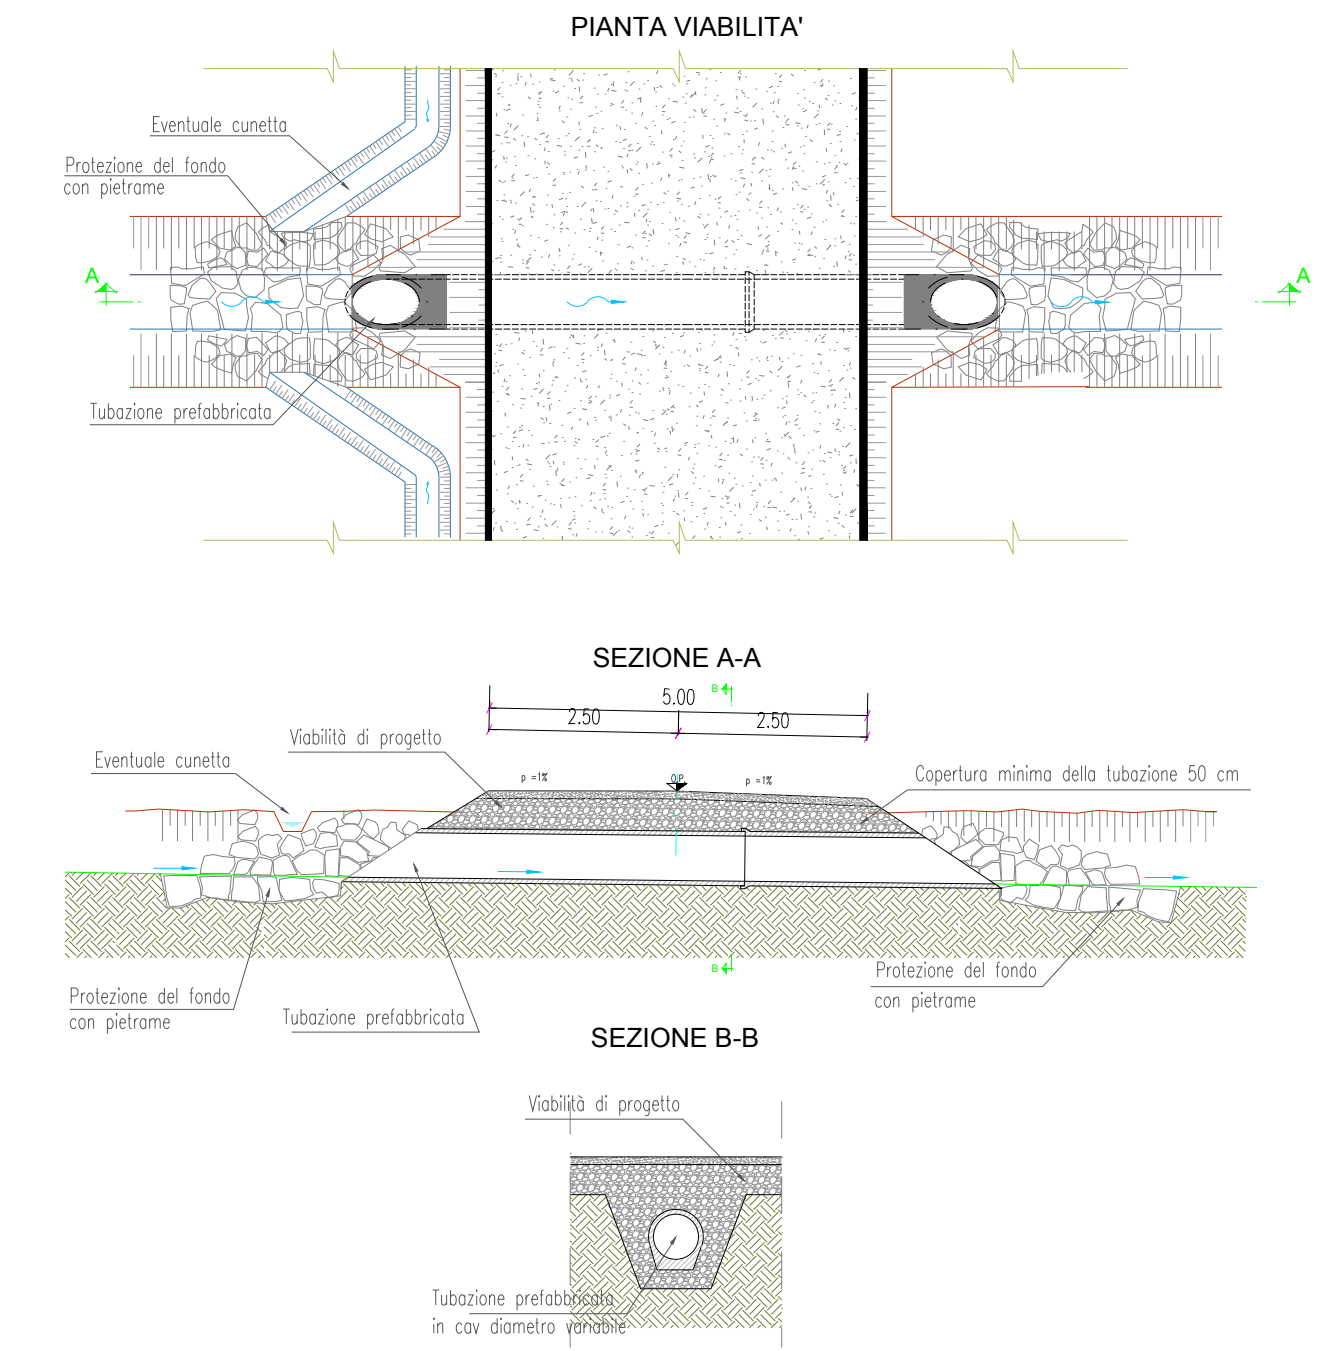 PIANTA VIABILITA'
Eventuale cunetta
Protezione del fondo
con pietrame
A
A
Tubazione prefabbricata
SEZIONE A-A
B
5.00
2.50
2.50
Viabilità di progetto
Eventuale cunetta
p =1%
Q.P.
p =1%
Copertura minima della tubazione 50 cm
B
Protezione del fondo
con pietrame
Protezione del fondo
con pietrame
Tubazione prefabbricata
SEZIONE B-B
Viabilità di progetto
Tubazione prefabbricata
in cav diametro variabile